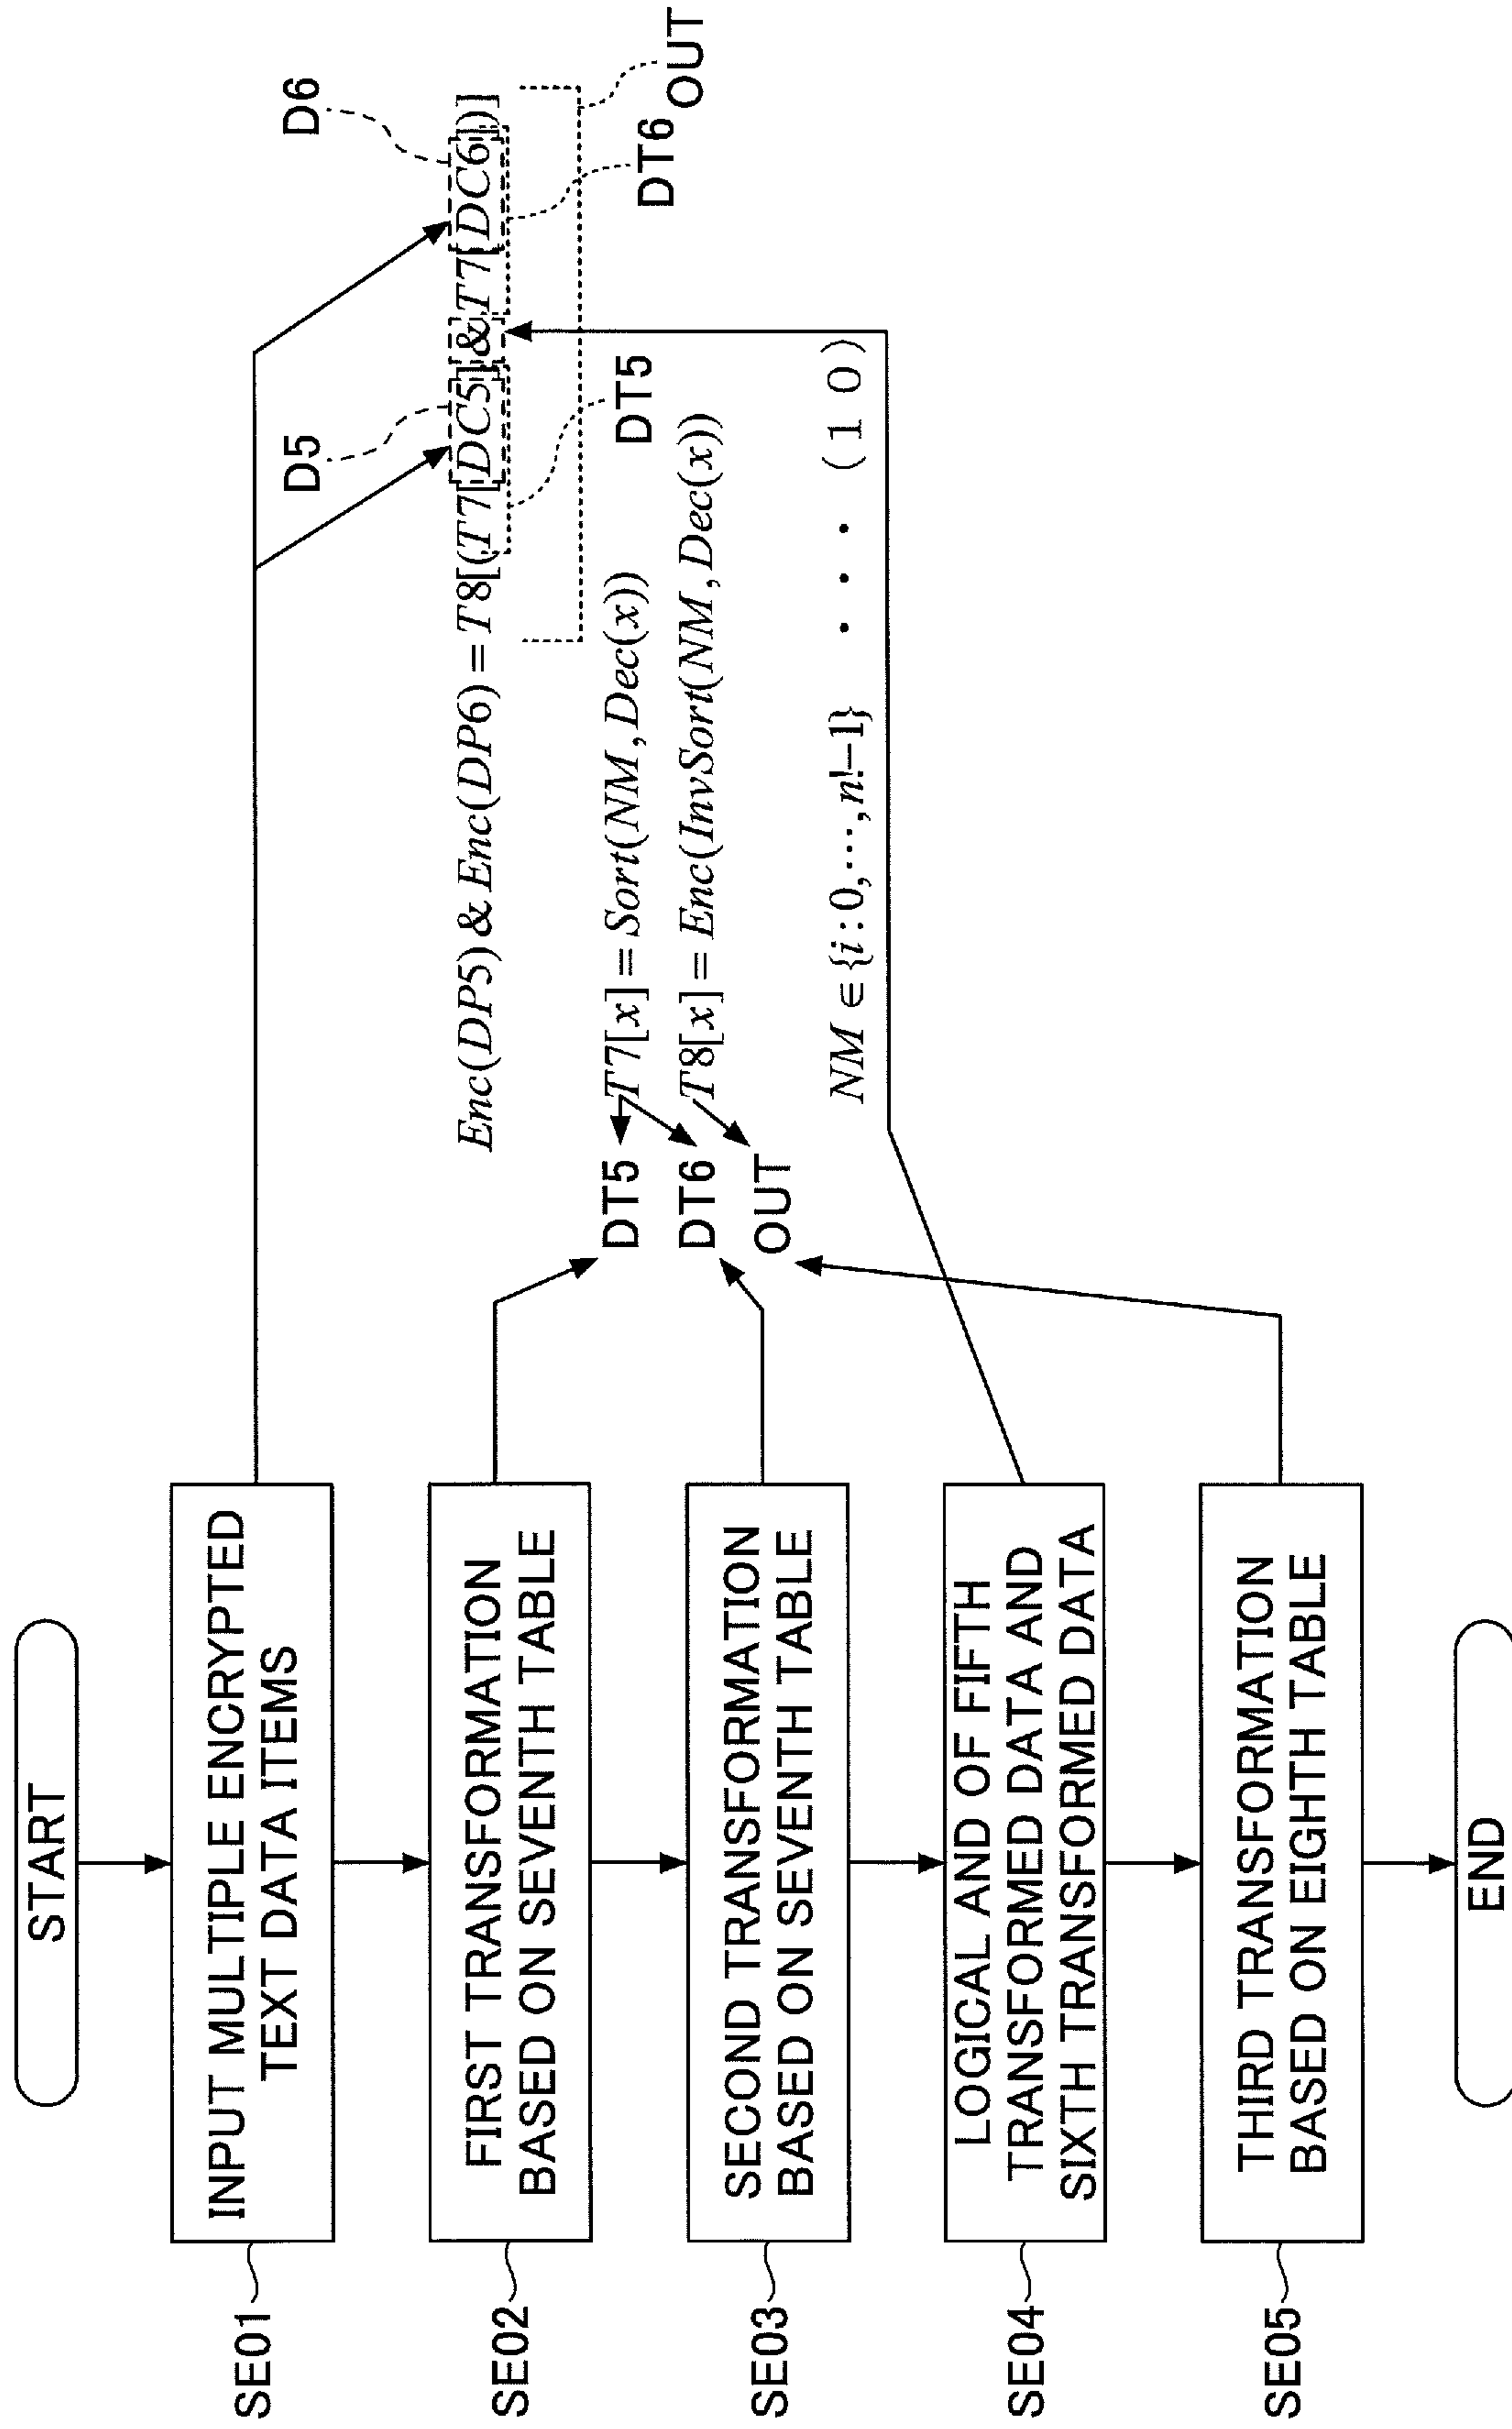 START
SE01
INPUT MULTIPLE ENCRYPTED
TEXT DATA ITEMS
SE02
FIRST TRANSFORMATION
BASED ON SEVENTH TABLE
SE03
SECOND TRANSFORMATION
BASED ON SEVENTH TABLE
SE04
LOGICAL AND OF FIFTH
TRANSFORMED DATA AND
SIXTH TRANSFORMED DATA
SE05
THIRD TRANSFORMATION
BASED ON EIGHTH TABLE
END
D5
D6
Enc(DP5) & Enc(DP6) = T8[(T7[DC5] & T7[DC6])]
DT5
DT6
OUT
DT5
T7[x] = Sort(NM, Dec(x))
DT6
T8[x] = Enc(InvSort(NM, Dec(x))
OUT
NM ∈ {i : 0, ⋯, n!−1} • • • (10)